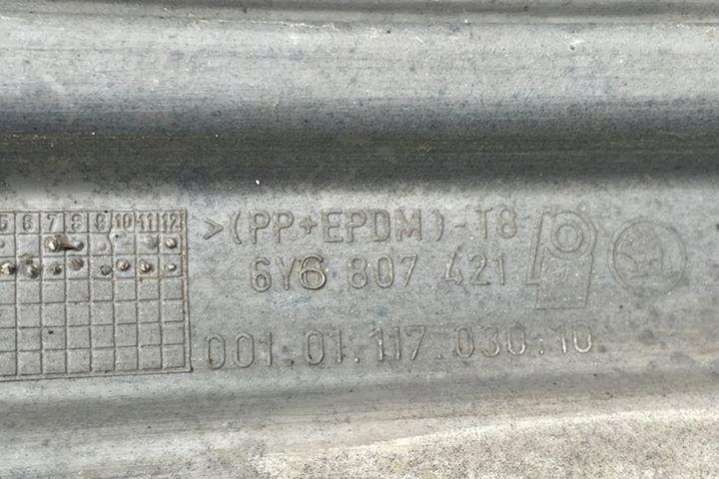 5 6 7 8 9 10 11 12
>(PP+EPDM)-T8
6Y6 807 421
001.01.117.030.10